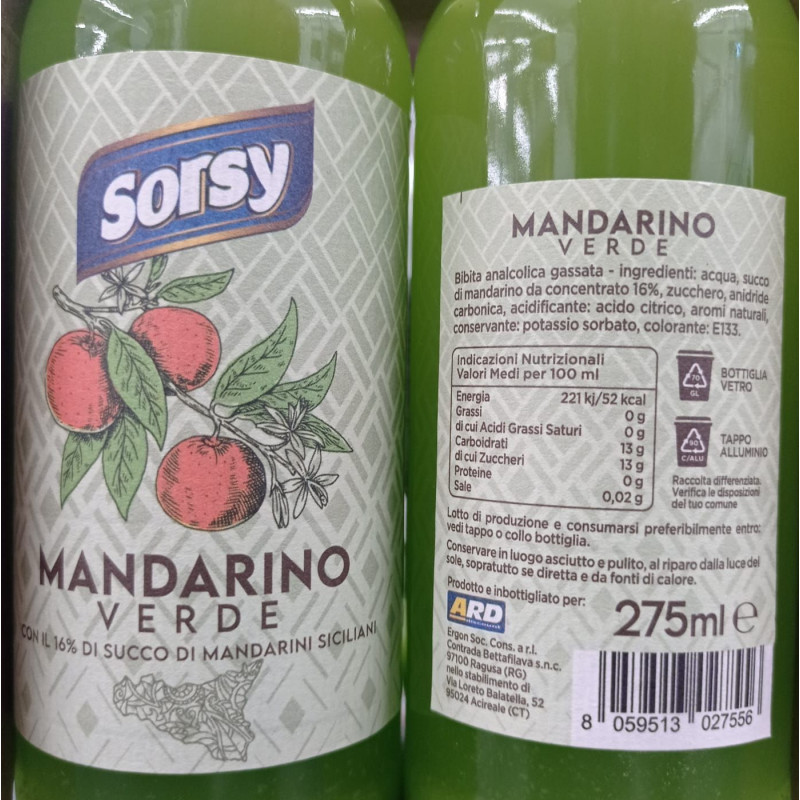 Sorsy
MANDARINO
VERDE
CON IL 16% DI SUCCO DI MANDARINI SICILIANI
MANDARINO
VERDE
Bibita analcolica gassata - ingredienti: acqua, succo
di mandarino da concentrato 16%, zucchero, anidride
carbonica, acidificante: acido citrico, aromi naturali,
conservante: potassio sorbato, colorante: E133.
Indicazioni Nutrizionali
Valori Medi per 100 ml
Energia 221 kj/52 kcal
Grassi 0 g
di cui Acidi Grassi Saturi 0 g
Carboidrati 13 g
di cui Zuccheri 13 g
Proteine 0 g
Sale 0,02 g
70
GL
BOTTIGLIA
VETRO
90
C/ALU
TAPPO
ALLUMINIO
Raccolta differenziata.
Verifica le disposizioni
del tuo comune
Lotto di produzione e consumarsi preferibilmente entro:
vedi tappo o collo bottiglia.
Conservare in luogo asciutto e pulito, al riparo dalla luce del
sole, sopratutto se diretta e da fonti di calore.
Prodotto e inbottigliato per:
ARD
discount
275ml e
Ergon Soc. Cons. a r.l.
Contrada Bettafilava s.n.c.
97100 Ragusa (RG)
nello stabilimento di
Via Loreto Balatella, 52
95024 Acireale (CT)
8 059513 027556